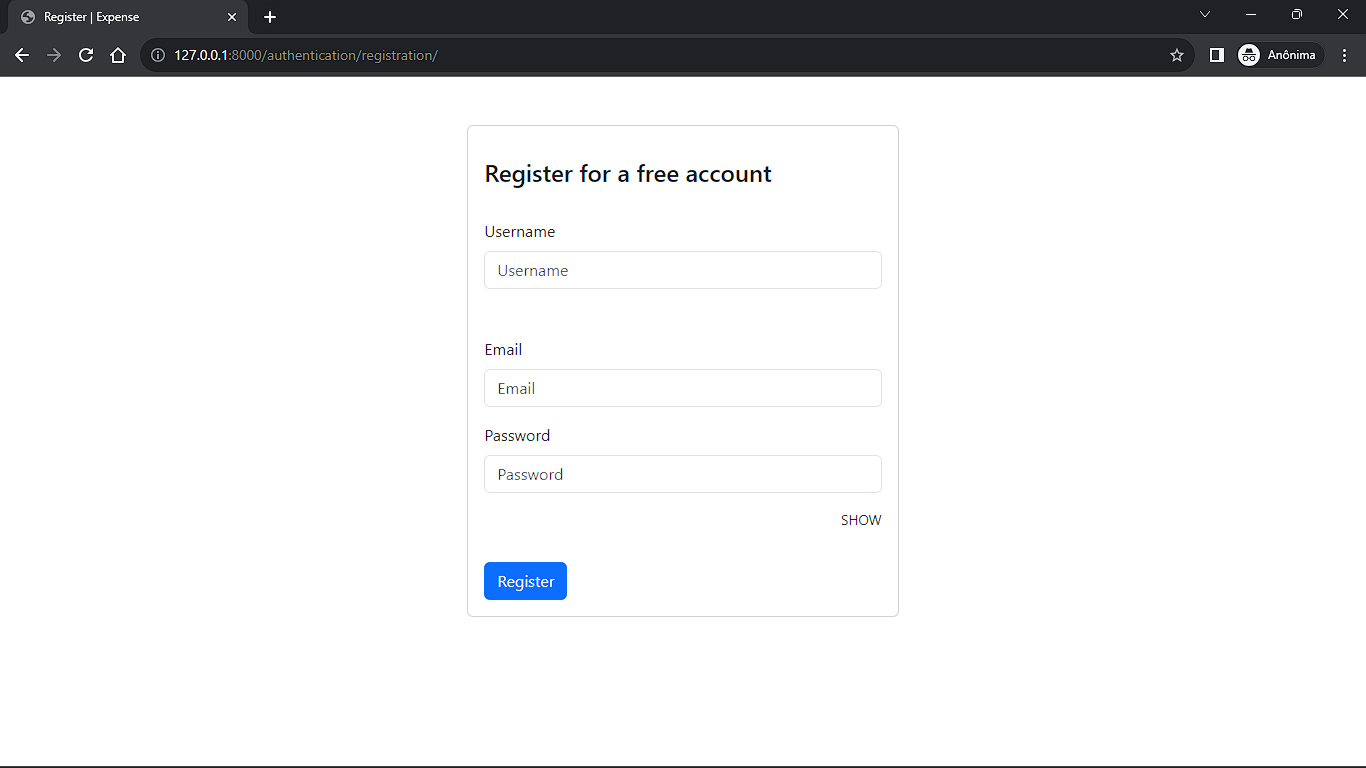 Register | Expense
127.0.0.1:8000/authentication/registration/
Anônima
Register for a free account
Username
Username
Email
Email
Password
Password
SHOW
Register